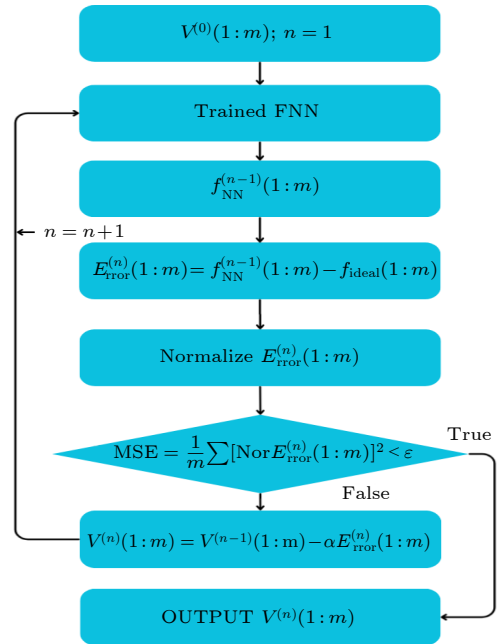 V^{(0)}(1:m); n=1
Trained FNN
f_{NN}^{(n-1)}(1:m)
n=n+1
E_{rror}^{(n)}(1:m)=f_{NN}^{(n-1)}(1:m)-f_{ideal}(1:m)
Normalize E_{rror}^{(n)}(1:m)
True
MSE=\frac{1}{m}∑[NorE_{rror}^{(n)}(1:m)]^2<ε
False
V^{(n)}(1:m)=V^{(n-1)}(1:m)-αE_{rror}^{(n)}(1:m)
OUTPUT V^{(n)}(1:m)